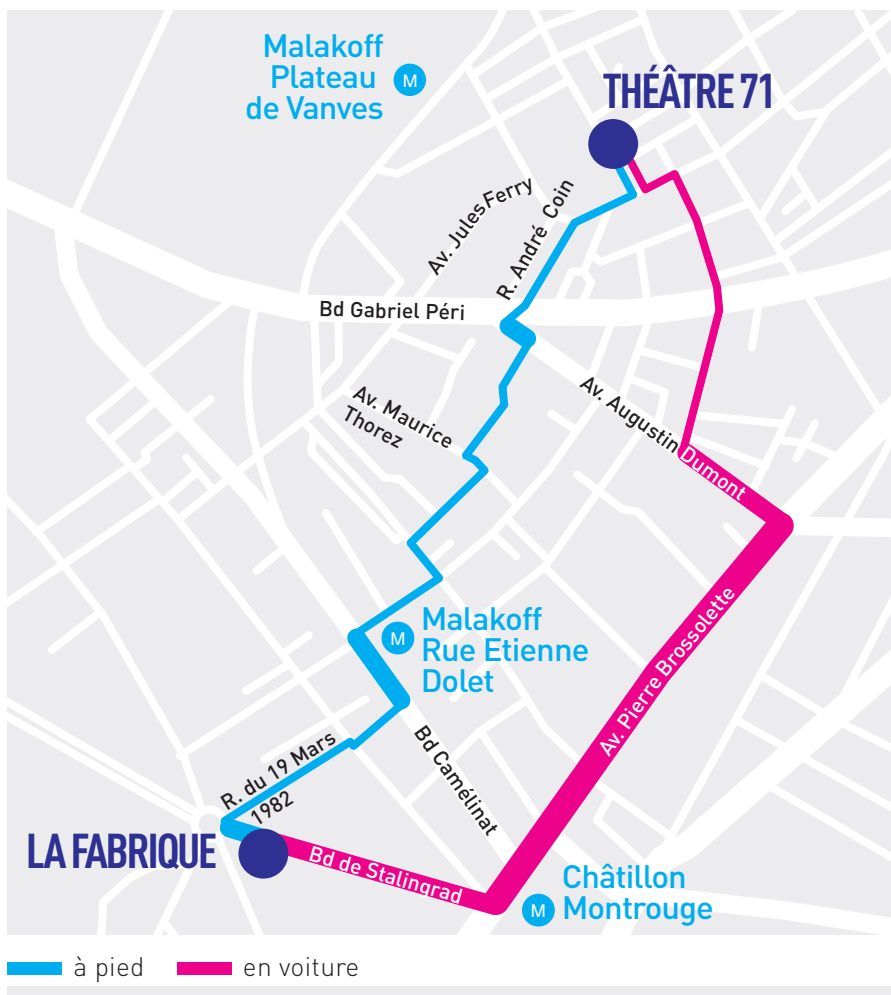 Malakoff
Plateau
de Vanves
M
THÉÂTRE 71
Av. Jules Ferry
R. André Coin
Bd Gabriel Péri
Av. Maurice
Thorez
Av. Augustin Dumont
M
Malakoff
Rue Etienne
Dolet
Av. Pierre Brossolette
R. du 19 Mars
1982
Bd Camélinat
LA FABRIQUE
Bd de Stalingrad
M
Châtillon
Montrouge
à pied
en voiture